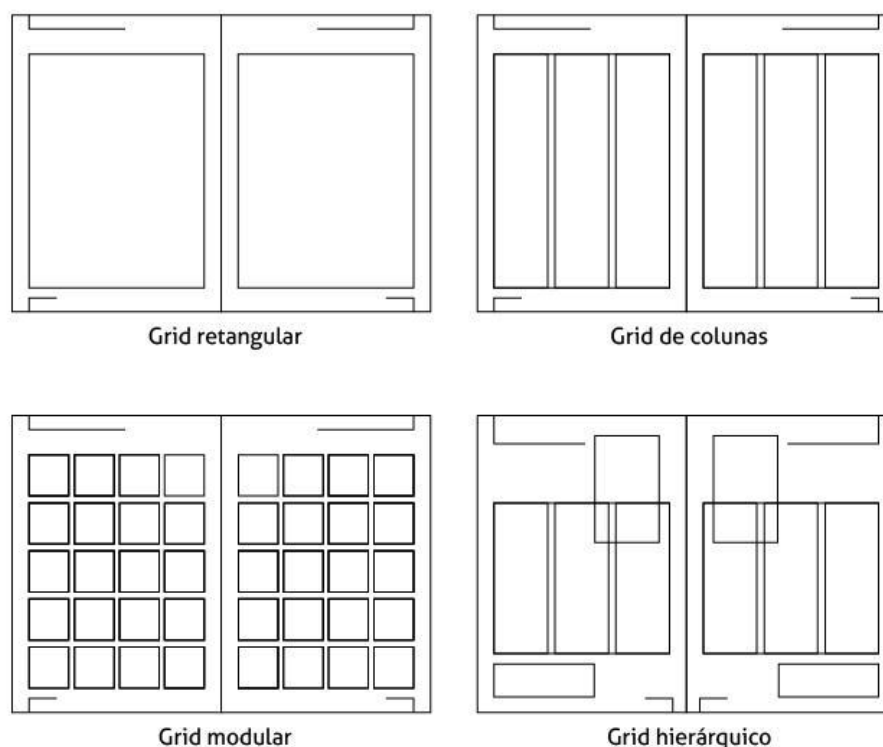 Grid retangular
Grid de colunas
Grid modular
Grid hierárquico